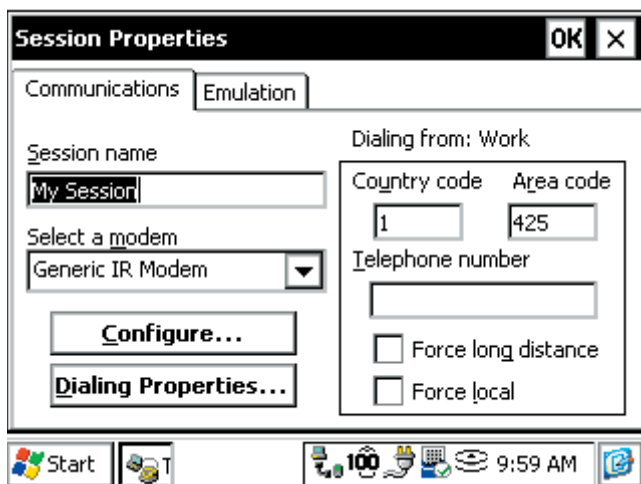 Session Properties OK ×
Communications Emulation
Session name
My Session
Select a modem
Generic IR Modem
Configure...
Dialing Properties...
Dialing from: Work
Country code Area code
1 425
Telephone number
Force long distance
Force local
Start T 100 9:59 AM